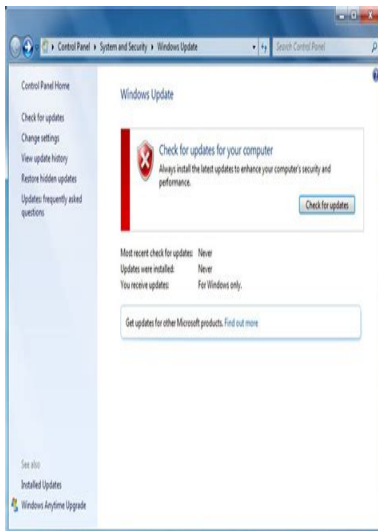 Control Panel ▸ System and Security ▸ Windows Update
Search Control Panel
Control Panel Home
Check for updates
Change settings
View update history
Restore hidden updates
Updates: frequently asked
questions
Windows Update
Check for updates for your computer
Always install the latest updates to enhance your computer's security and
performance.
Check for updates
Most recent check for updates: Never
Updates were installed: Never
You receive updates: For Windows only.
Get updates for other Microsoft products. Find out more
See also
Installed Updates
Windows Anytime Upgrade